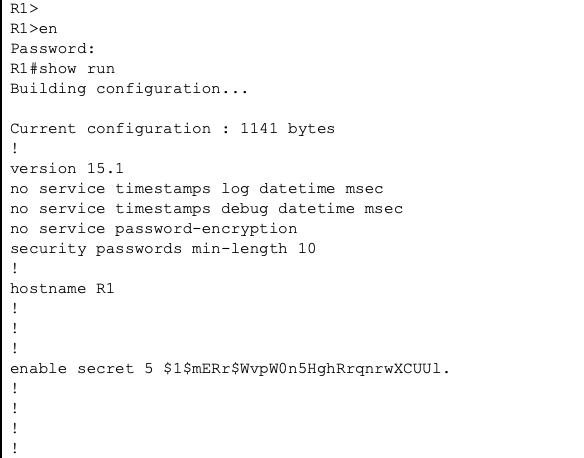 R1>
R1>en
Password:
R1#show run
Building configuration...
Current configuration : 1141 bytes
!
version 15.1
no service timestamps log datetime msec
no service timestamps debug datetime msec
no service password-encryption
security passwords min-length 10
!
hostname R1
!
!
!
enable secret 5 $1$mERr$WvpW0n5HghRrqnrwXCUUl.
!
!
!
!